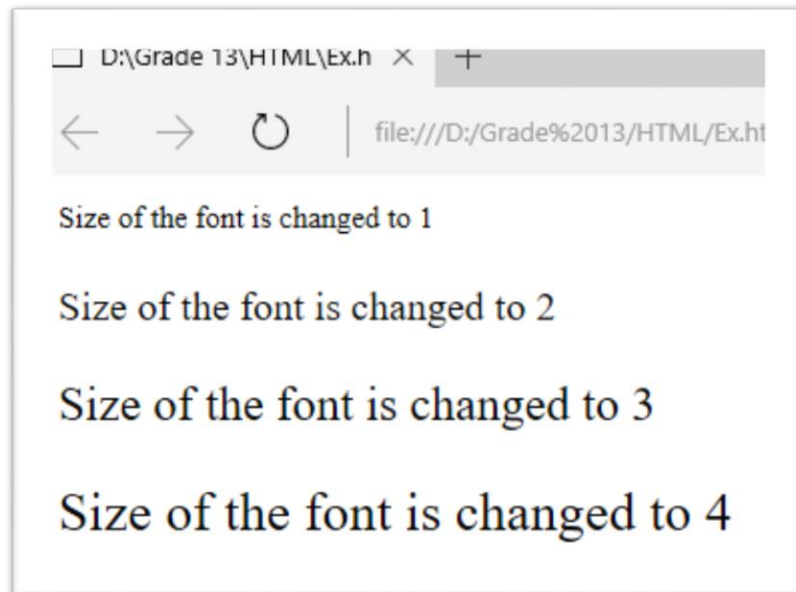 D:\Grade 13\HTML\Ex.h
file:///D:/Grade%2013/HTML/Ex.ht
Size of the font is changed to 1
Size of the font is changed to 2
Size of the font is changed to 3
Size of the font is changed to 4